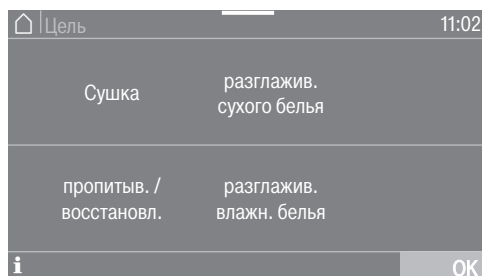 Цель 11:02
Сушка
разглажив.
сухого белья
пропитыв. /
восстановл.
разглажив.
влажн. белья
i OK